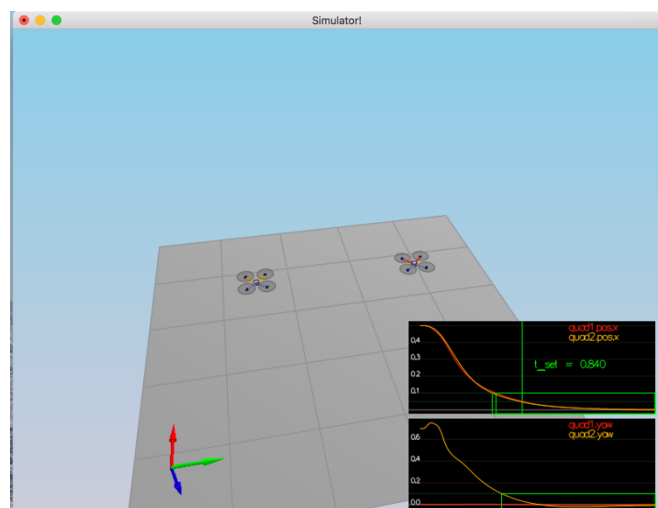 Simulator!
quad1.pos.x
quad2.pos.x
0.4
0.3
t_set = 0.840
0.2
0.1
quad1.yaw
quad2.yaw
0.6
0.4
0.2
0.0